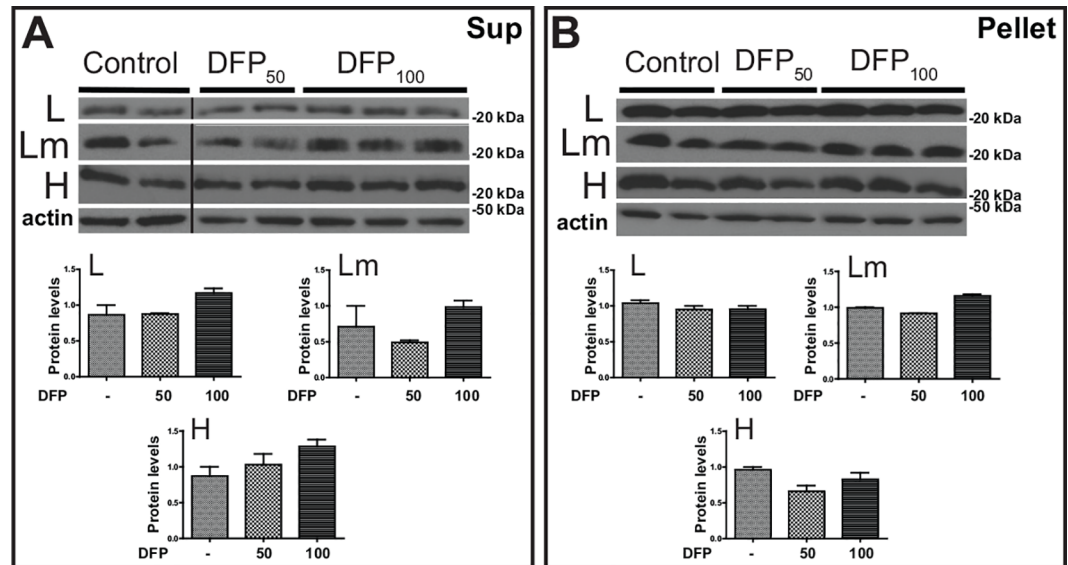 A Sup
Control DFP50 DFP100
L -20 kDa
Lm -20 kDa
H -20 kDa
actin -50 kDa
L
Protein levels
1.5
1.0
0.5
0.0
DFP - 50 100
Lm
Protein levels
1.5
1.0
0.5
0.0
DFP - 50 100
H
Protein levels
1.5
1.0
0.5
0.0
DFP - 50 100
B Pellet
Control DFP50 DFP100
L -20 kDa
Lm -20 kDa
H -20 kDa
actin -50 kDa
L
Protein levels
1.5
1.0
0.5
0.0
DFP - 50 100
Lm
Protein levels
1.5
1.0
0.5
0.0
DFP - 50 100
H
Protein levels
1.5
1.0
0.5
0.0
DFP - 50 100